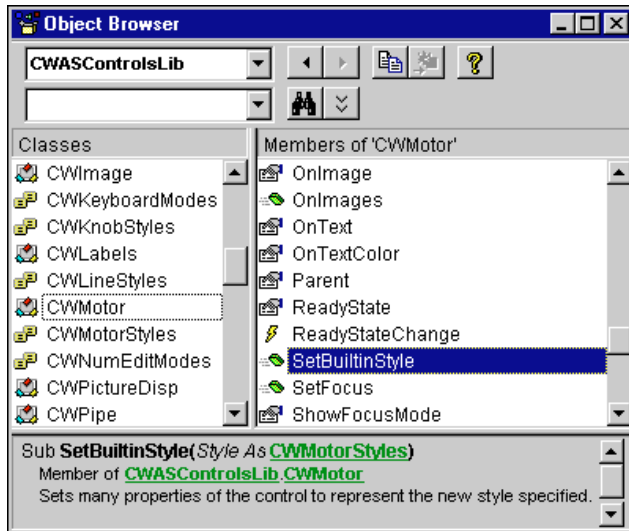 Object Browser
CWASControlsLib
Classes
CWImage
CWKeyboardModes
CWKnobStyles
CWLabels
CWLineStyles
CWMotor
CWMotorStyles
CWNumEditModes
CWPictureDisp
CWPipe
Members of 'CWMotor'
OnImage
OnImages
OnText
OnTextColor
Parent
ReadyState
ReadyStateChange
SetBuiltinStyle
SetFocus
ShowFocusMode
Sub SetBuiltinStyle(Style As CWMotorStyles)
Member of CWASControlsLib.CWMotor
Sets many properties of the control to represent the new style specified.